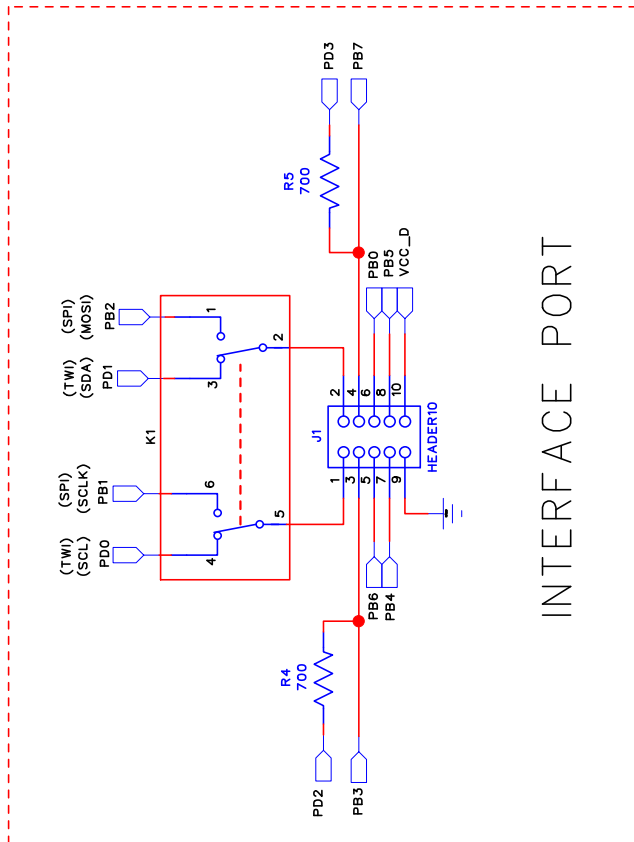 PD3
PB7
R5
700
(SPI)
(MOSI)
PB2
(TWI)
(SDA)
PD1
1
3
2
K1
(SPI)
(SCLK)
PB1
(TWI)
(SCL)
PD0
6
4
5
PB0
PB5
VCC_D
J1
2
4
6
8
10
1
3
5
7
9
HEADER10
PB6
PB4
R4
700
PD2
PB3
INTERFACE PORT